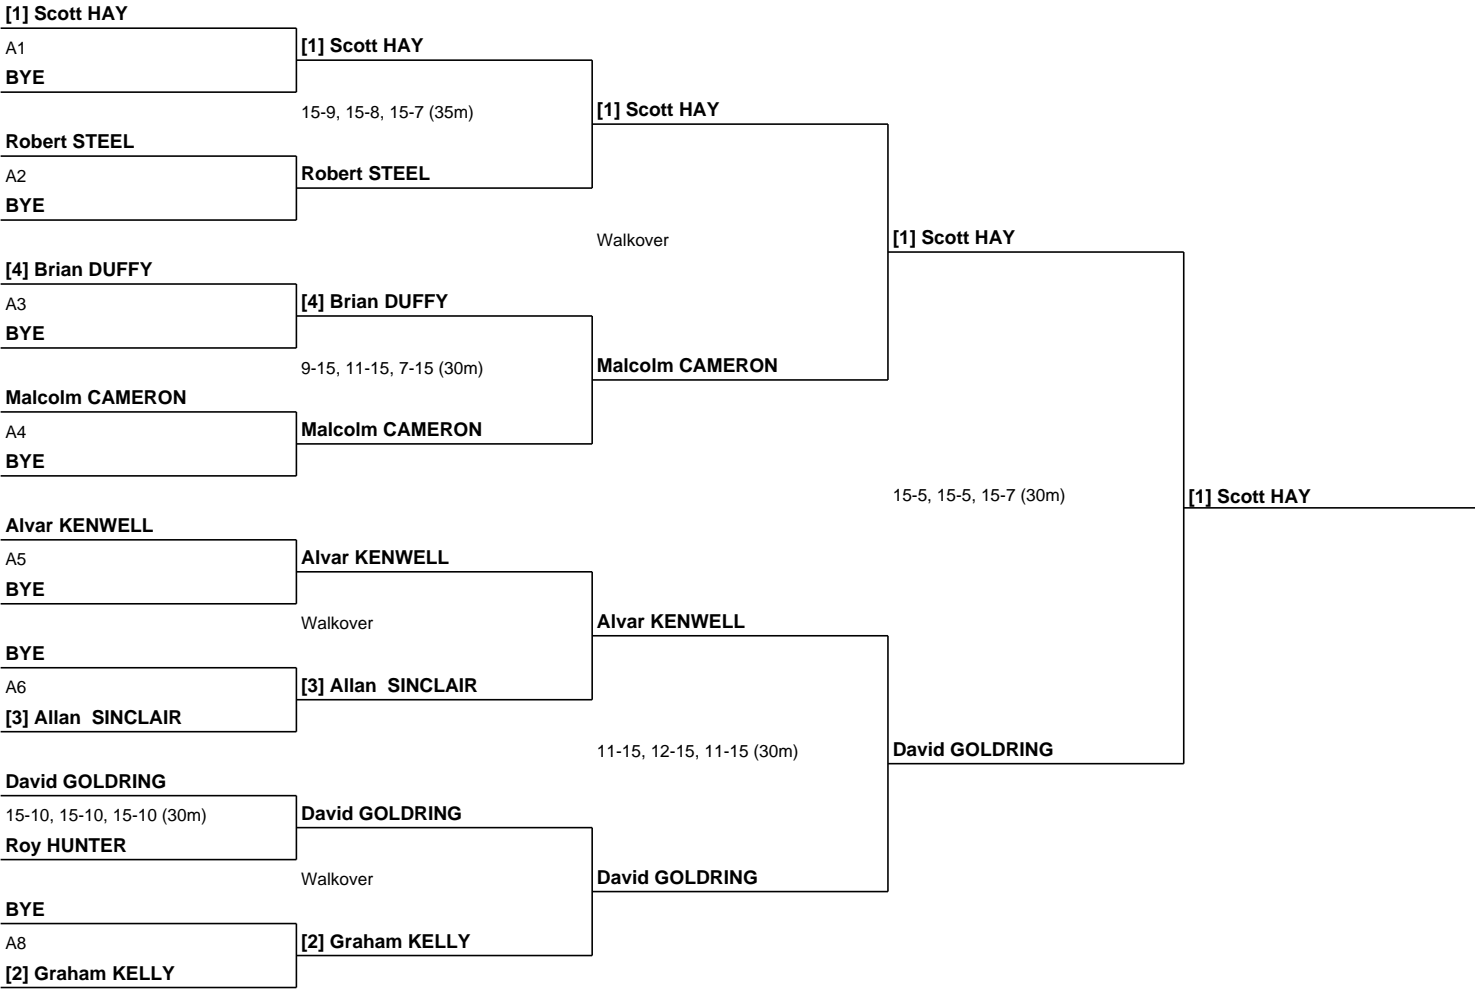 [1] Scott HAY
A1
BYE
Robert STEEL
A2
BYE
[4] Brian DUFFY
A3
BYE
Malcolm CAMERON
A4
BYE
Alvar KENWELL
A5
BYE
BYE
A6
[3] Allan  SINCLAIR
David GOLDRING
15-10, 15-10, 15-10 (30m)
Roy HUNTER
BYE
A8
[2] Graham KELLY
[1] Scott HAY
15-9, 15-8, 15-7 (35m)
Robert STEEL
[4] Brian DUFFY
9-15, 11-15, 7-15 (30m)
Malcolm CAMERON
Alvar KENWELL
Walkover
[3] Allan  SINCLAIR
David GOLDRING
Walkover
[2] Graham KELLY
[1] Scott HAY
Walkover
Malcolm CAMERON
Alvar KENWELL
11-15, 12-15, 11-15 (30m)
David GOLDRING
[1] Scott HAY
15-5, 15-5, 15-7 (30m)
David GOLDRING
[1] Scott HAY